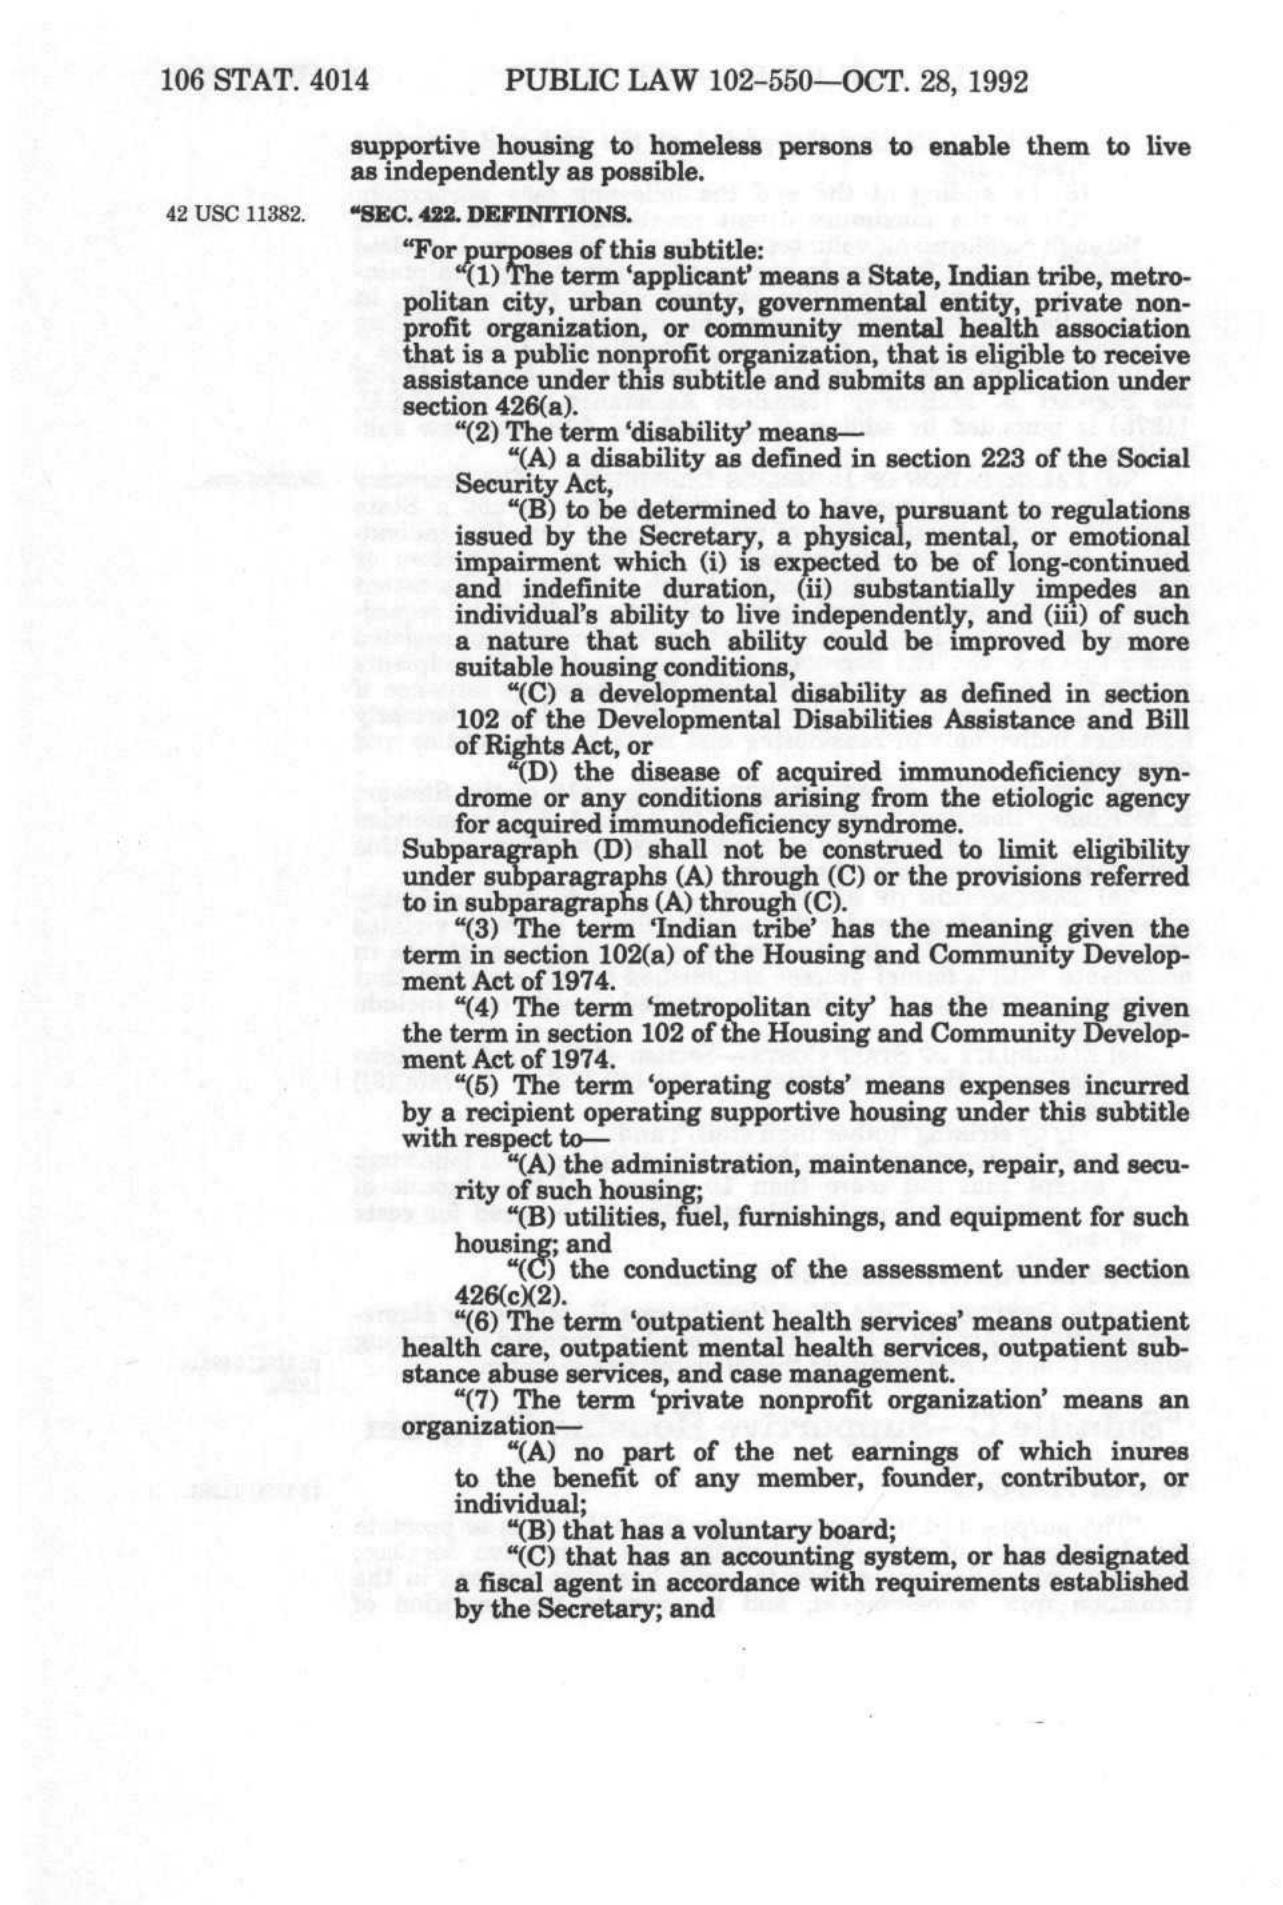 106 STAT. 4014 PUBLIC LAW 102-550—OCT. 28, 1992
supportive housing to homeless persons to enable them to live
as independently as possible.
42 USC 11382. "SEC. 422. DEFINITIONS.
"For purposes of this subtitle:
"(1) The term 'applicant' means a State, Indian tribe, metro-
politan city, urban county, governmental entity, private non-
profit organization, or community mental health association
that is a public nonprofit organization, that is eligible to receive
assistance under this subtitle and submits an application under
section 426(a).
"(2) The term 'disability' means—
"(A) a disability as defined in section 223 of the Social
Security Act,
"(B) to be determined to have, pursuant to regulations
issued by the Secretary, a physical, mental, or emotional
impairment which (i) is expected to be of long-continued
and indefinite duration, (ii) substantially impedes an
individual's ability to live independently, and (iii) of such
a nature that such ability could be improved by more
suitable housing conditions,
"(C) a developmental disability as defined in section
102 of the Developmental Disabilities Assistance and Bill
of Rights Act, or
"(D) the disease of acquired immunodeficiency syn-
drome or any conditions arising from the etiologic agency
for acquired immunodeficiency syndrome.
Subparagraph (D) shall not be construed to limit eligibility
under subparagraphs (A) through (C) or the provisions referred
to in subparagraphs (A) through (C).
"(3) The term 'Indian tribe' has the meaning given the
term in section 102(a) of the Housing and Community Develop-
ment Act of 1974.
"(4) The term 'metropolitan city' has the meaning given
the term in section 102 of the Housing and Community Develop-
ment Act of 1974.
"(5) The term 'operating costs' means expenses incurred
by a recipient operating supportive housing under this subtitle
with respect to—
"(A) the administration, maintenance, repair, and secu-
rity of such housing;
"(B) utilities, fuel, furnishings, and equipment for such
housing; and
"(C) the conducting of the assessment under section
426(c)(2).
"(6) The term 'outpatient health services' means outpatient
health care, outpatient mental health services, outpatient sub-
stance abuse services, and case management.
"(7) The term 'private nonprofit organization' means an
organization—
"(A) no part of the net earnings of which inures
to the benefit of any member, founder, contributor, or
individual;
"(B) that has a voluntary board;
"(C) that has an accounting system, or has designated
a fiscal agent in accordance with requirements established
by the Secretary; and